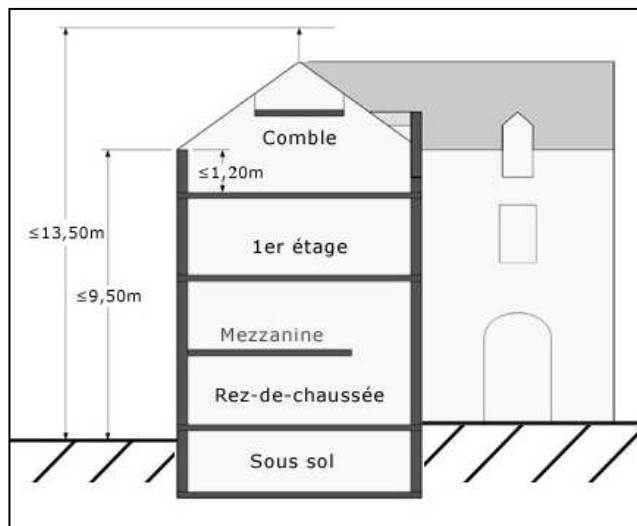 Comble
≤1,20m
≤13,50m
1er étage
≤9,50m
Mezzanine
Rez-de-chaussée
Sous sol